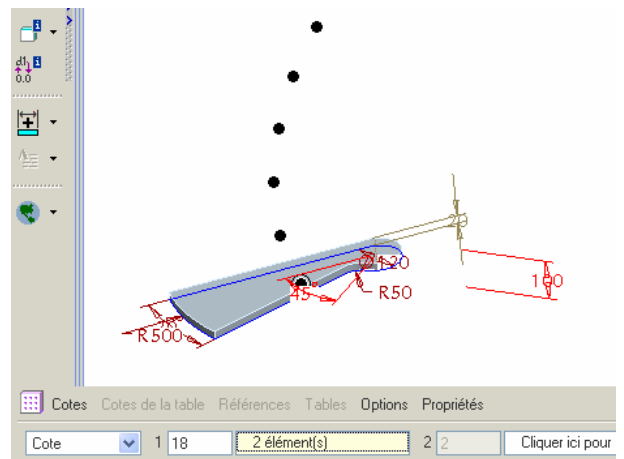 d1
0.0
120
45°
R50
R500
Cotes Cotes de la table Références Tables Options Propriétés
Cote 1 18 2 élément(s) 2 2 Cliquer ici pour